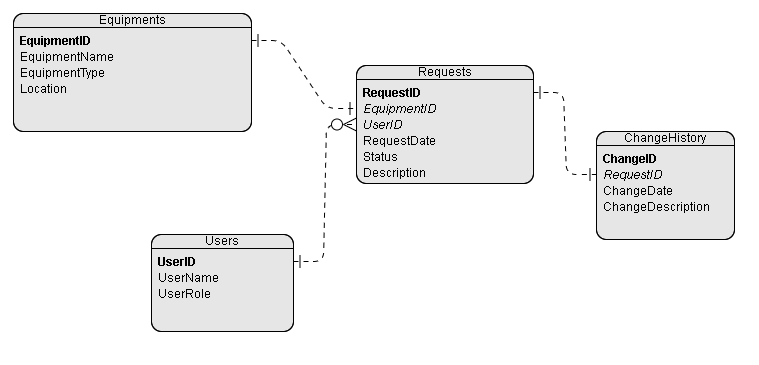 Equipments
EquipmentID
EquipmentName
EquipmentType
Location
Requests
RequestID
EquipmentID
UserID
RequestDate
Status
Description
ChangeHistory
ChangeID
RequestID
ChangeDate
ChangeDescription
Users
UserID
UserName
UserRole